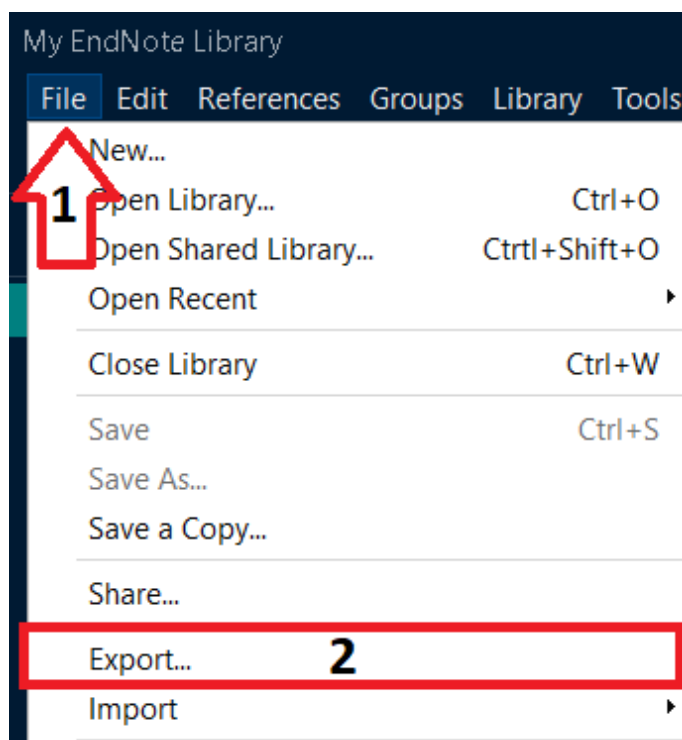 My EndNote Library
File Edit References Groups Library Tools
New...
1
Open Library... Ctrl+O
Open Shared Library... Ctrtl+Shift+O
Open Recent
Close Library Ctrl+W
Save Ctrl+S
Save As...
Save a Copy...
Share...
Export... 2
Import